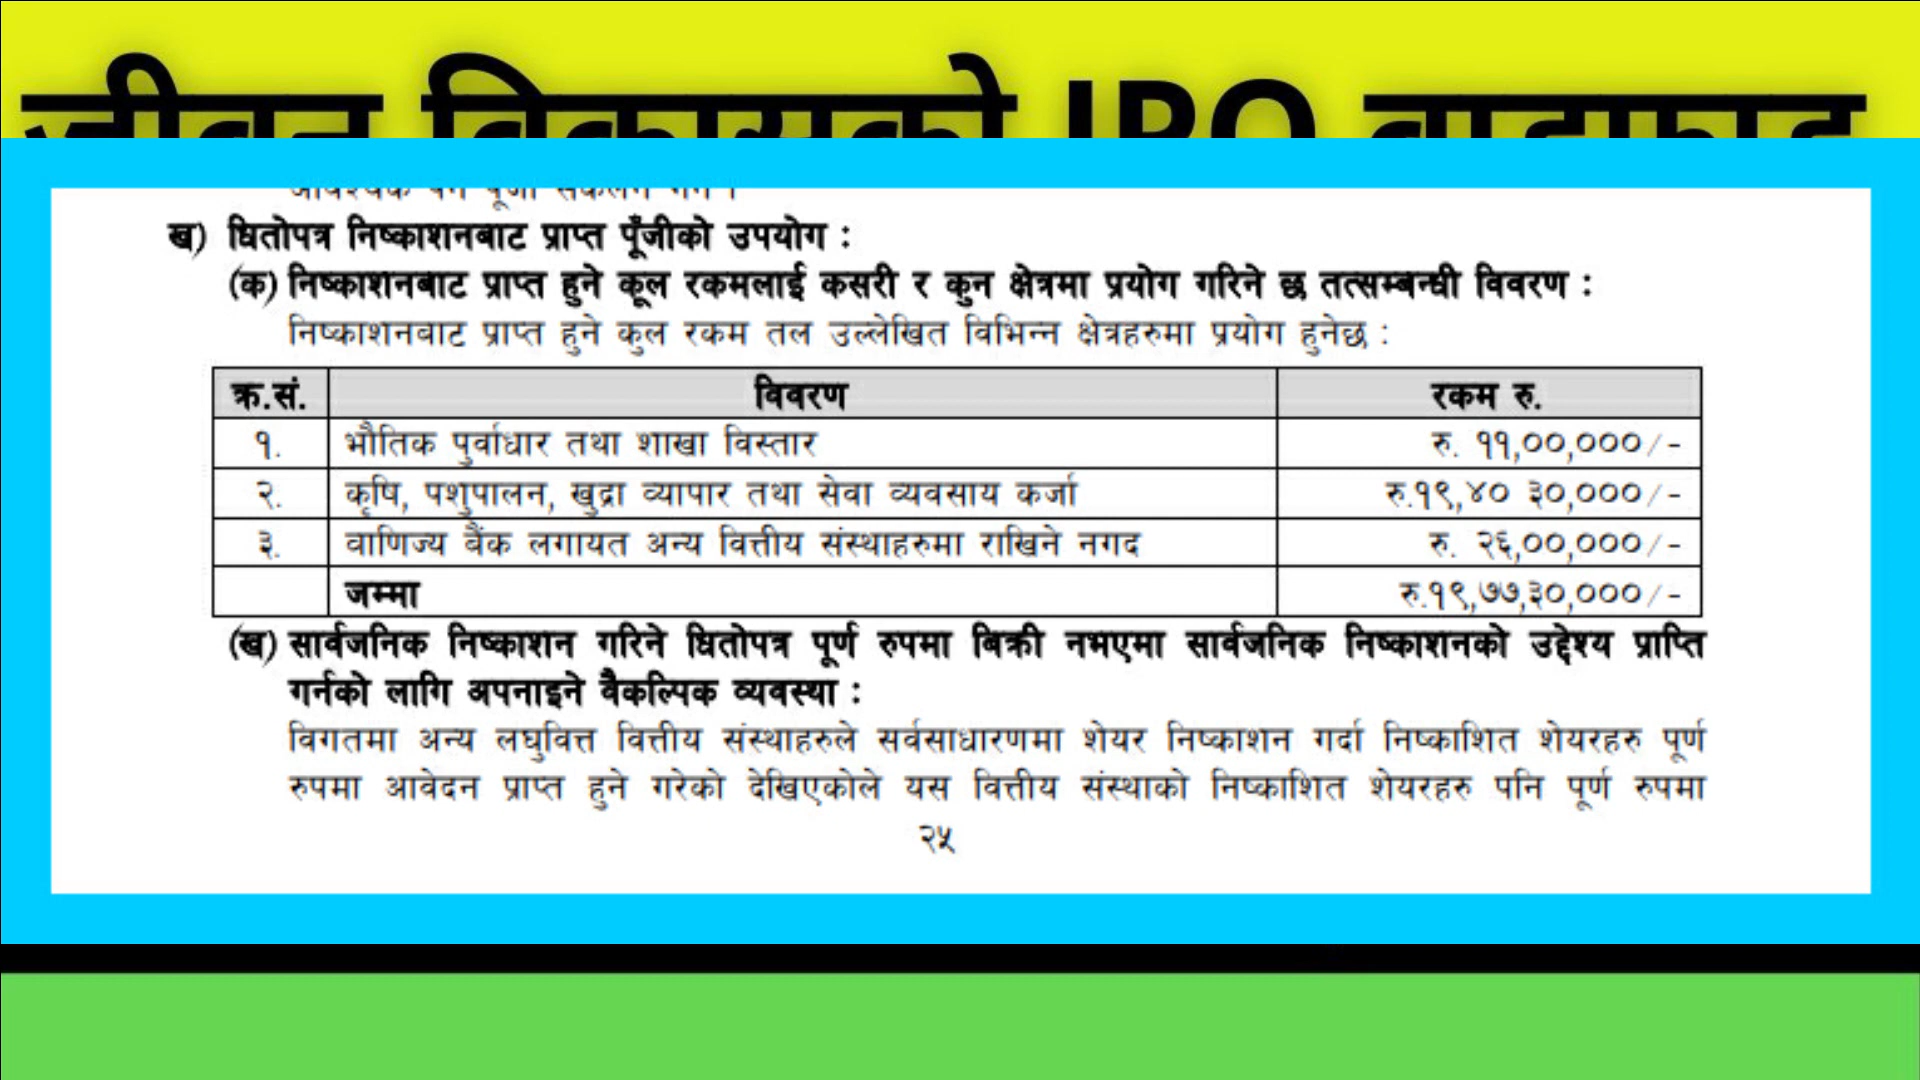 जीवन विकासको IPO बाडफाड
ख) धितोपत्र निष्काशनबाट प्राप्त पूँजीको उपयोग :
(क) निष्काशनबाट प्राप्त हुने कूल रकमलाई कसरी र कुन क्षेत्रमा प्रयोग गरिने छ तत्सम्बन्धी विवरण :
निष्काशनबाट प्राप्त हुने कुल रकम तल उल्लेखित विभिन्न क्षेत्रहरुमा प्रयोग हुनेछ :
क्र.सं. विवरण रकम रु.
१. भौतिक पुर्वाधार तथा शाखा विस्तार रु. ११,००,०००/-
२. कृषि, पशुपालन, खुद्रा व्यापार तथा सेवा व्यवसाय कर्जा रु.१९,४० ३०,०००/-
३. वाणिज्य बैंक लगायत अन्य वित्तीय संस्थाहरुमा राखिने नगद रु. २६,००,०००/-
जम्मा रु.१९,७७,३०,०००/-
(ख) सार्वजनिक निष्काशन गरिने धितोपत्र पूर्ण रुपमा बिक्री नभएमा सार्वजनिक निष्काशनको उद्देश्य प्राप्ति
गर्नको लागि अपनाइने वैकल्पिक व्यवस्था :
विगतमा अन्य लघुवित्त वित्तीय संस्थाहरुले सर्वसाधारणमा शेयर निष्काशन गर्दा निष्काशित शेयरहरु पूर्ण
रुपमा आवेदन प्राप्त हुने गरेको देखिएकोले यस वित्तीय संस्थाको निष्काशित शेयरहरु पनि पूर्ण रुपमा
२५